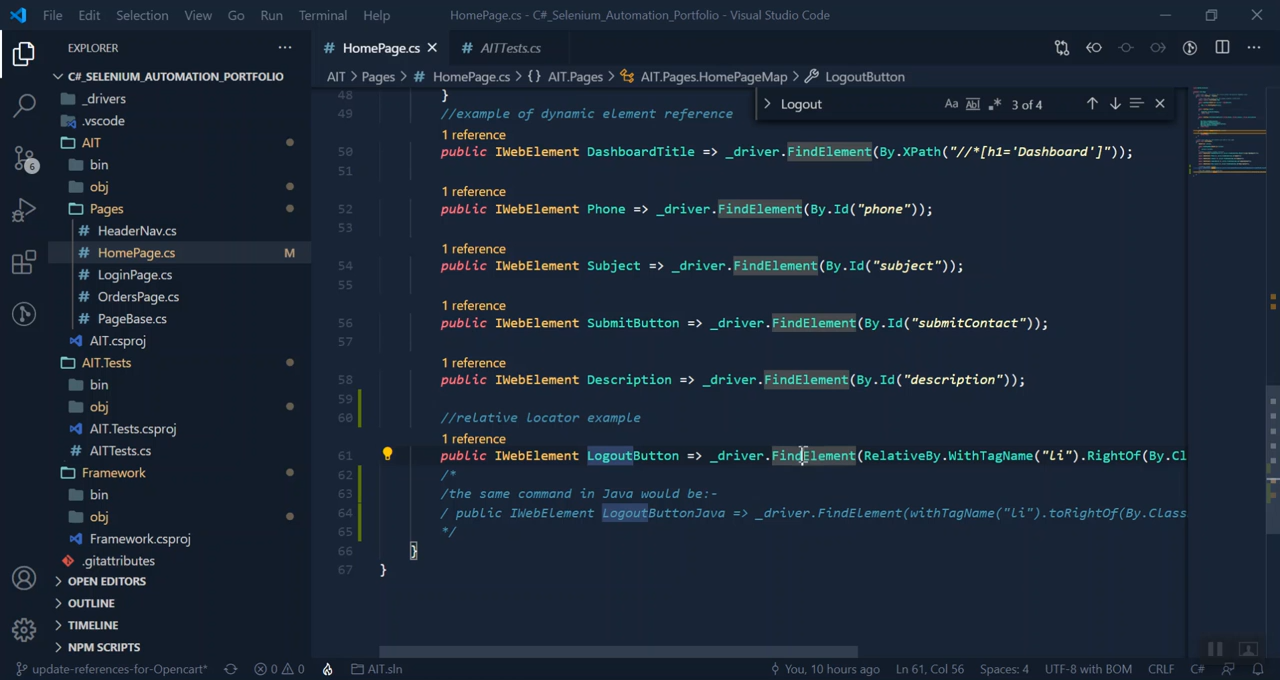 File Edit Selection View Go Run Terminal Help HomePage.cs - C#_Selenium_Automation_Portfolio - Visual Studio Code
EXPLORER ...
# HomePage.cs # AITTests.cs ...
C#_SELENIUM_AUTOMATION_PORTFOLIO
AIT > Pages > # HomePage.cs > {} AIT.Pages > AIT.Pages.HomePageMap > LogoutButton
_drivers
.vscode
AIT
bin
obj
Pages
# HeaderNav.cs
# HomePage.cs M
# LoginPage.cs
# OrdersPage.cs
# PageBase.cs
AIT.csproj
AIT.Tests
bin
obj
AIT.Tests.csproj
AITTests.cs
Framework
bin
obj
Framework.csproj
.gitattributes
OPEN EDITORS
OUTLINE
TIMELINE
NPM SCRIPTS
6
> Logout Aa Abl .* 3 of 4
48 }
49 //example of dynamic element reference
1 reference
50 public IWebElement DashboardTitle => _driver.FindElement(By.XPath("//*[h1='Dashboard']"));
51
1 reference
52 public IWebElement Phone => _driver.FindElement(By.Id("phone"));
53
1 reference
54 public IWebElement Subject => _driver.FindElement(By.Id("subject"));
55
1 reference
56 public IWebElement SubmitButton => _driver.FindElement(By.Id("submitContact"));
57
1 reference
58 public IWebElement Description => _driver.FindElement(By.Id("description"));
59
60 //relative locator example
1 reference
61 public IWebElement LogoutButton => _driver.FindElement(RelativeBy.WithTagName("li").RightOf(By.Cl
62 /*
63 /the same command in Java would be:-
64 / public IWebElement LogoutButtonJava => _driver.FindElement(withTagName("li").toRightOf(By.Class
65 */
66 }
67 }
update-references-for-Opencart* 0 0 AIT.sln You, 10 hours ago Ln 61, Col 56 Spaces: 4 UTF-8 with BOM CRLF C#